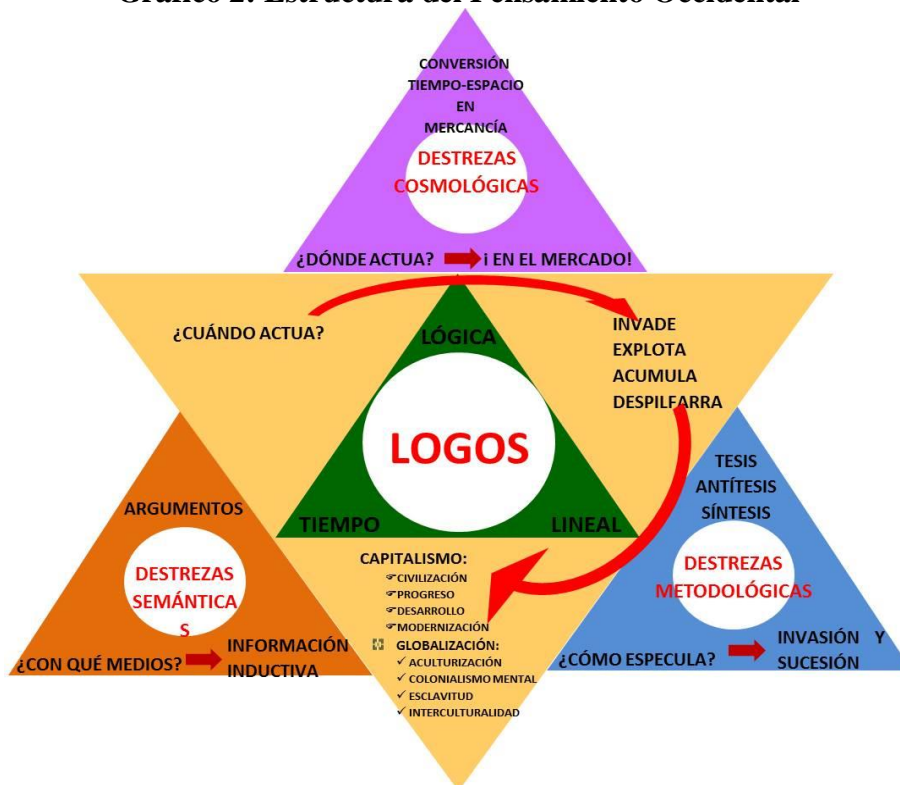 Gráfico 2: Estructura del Pensamiento Occidental
CONVERSIÓN
TIEMPO-ESPACIO
EN
MERCANCÍA
DESTREZAS
COSMOLÓGICAS
¿DÓNDE ACTUA?
¡ EN EL MERCADO!
¿CUÁNDO ACTUA?
INVADE
EXPLOTA
ACUMULA
DESPILFARRA
LÓGICA
LOGOS
TIEMPO
LINEAL
ARGUMENTOS
DESTREZAS
SEMÁNTICA
S
¿CON QUÉ MEDIOS?
INFORMACIÓN
INDUCTIVA
CAPITALISMO:
CIVILIZACIÓN
PROGRESO
DESARROLLO
MODERNIZACIÓN
GLOBALIZACIÓN:
✓ ACULTURIZACIÓN
✓ COLONIALISMO MENTAL
✓ ESCLAVITUD
✓ INTERCULTURALIDAD
TESIS
ANTÍTESIS
SÍNTESIS
DESTREZAS
METODOLÓGICAS
¿CÓMO ESPECULA?
INVASIÓN Y
SUCESIÓN